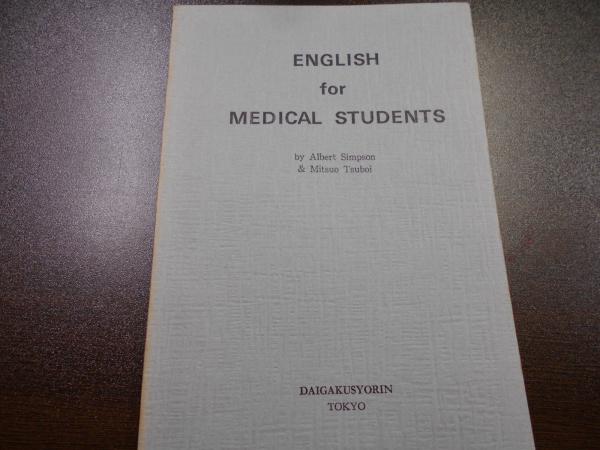 ENGLISH
for
MEDICAL STUDENTS
by Albert Simpson
& Mitsuo Tsuboi
DAIGAKUSYORIN
TOKYO